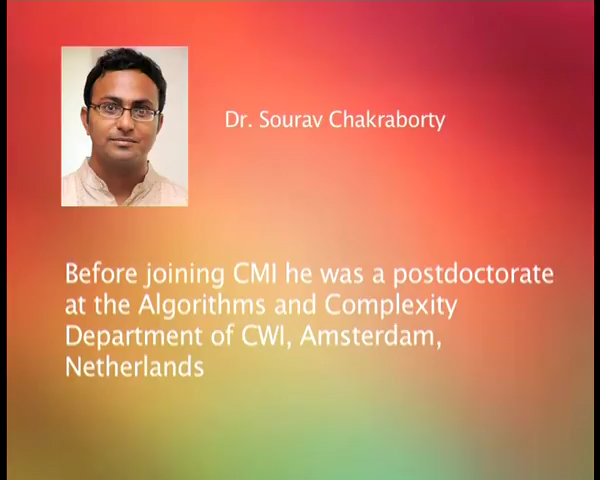 Dr. Sourav Chakraborty
Before joining CMI he was a postdoctorate
at the Algorithms and Complexity
Department of CWI, Amsterdam,
Netherlands